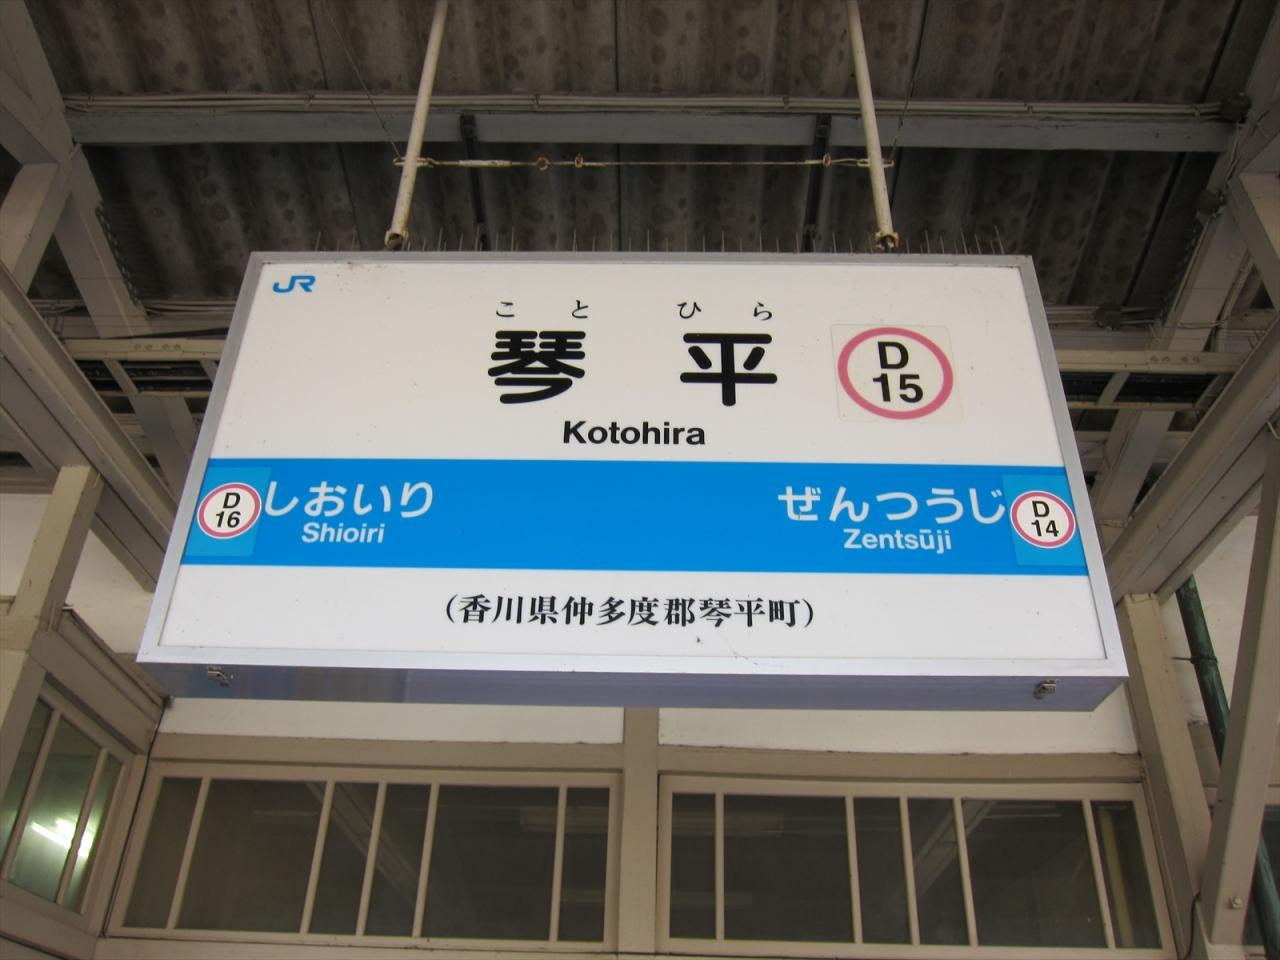 JR
ことひら
琴平
D
15
Kotohira
D
16
しおいり
Shioiri
ぜんつうじ
Zentsūji
D
14
(香川県仲多度郡琴平町)